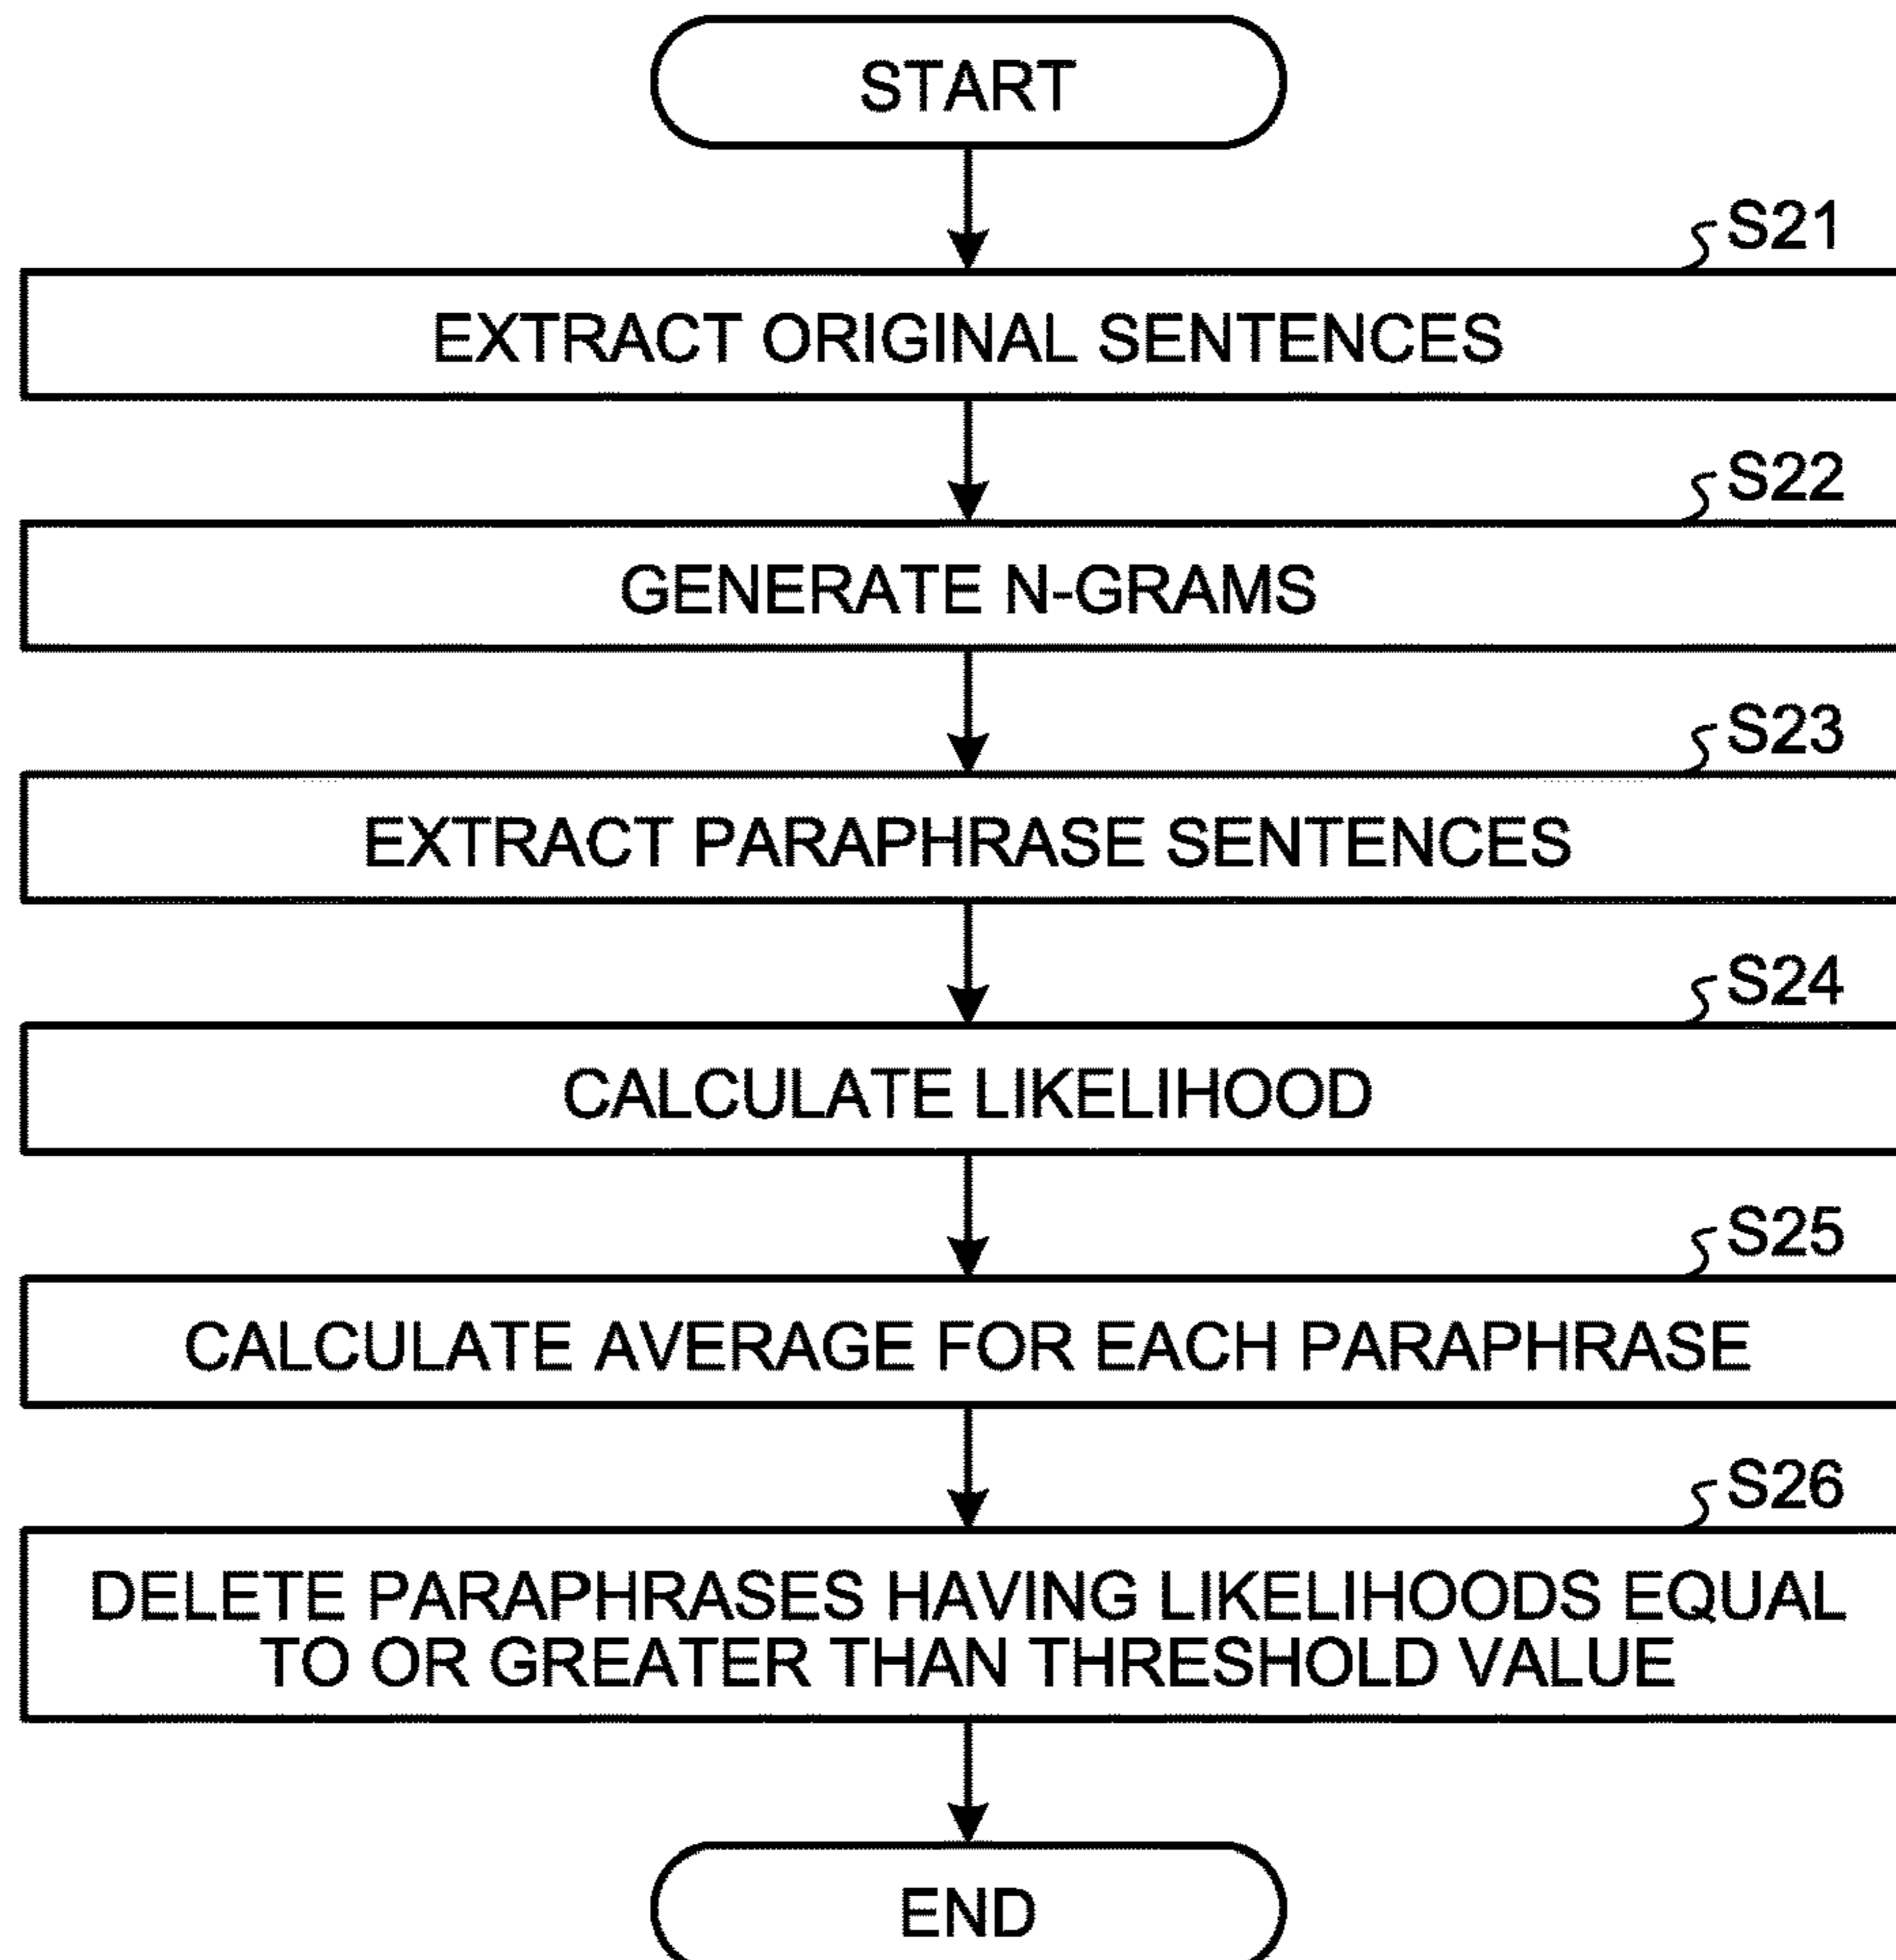 START
S21
EXTRACT ORIGINAL SENTENCES
S22
GENERATE N-GRAMS
S23
EXTRACT PARAPHRASE SENTENCES
S24
CALCULATE LIKELIHOOD
S25
CALCULATE AVERAGE FOR EACH PARAPHRASE
S26
DELETE PARAPHRASES HAVING LIKELIHOODS EQUAL
TO OR GREATER THAN THRESHOLD VALUE
END